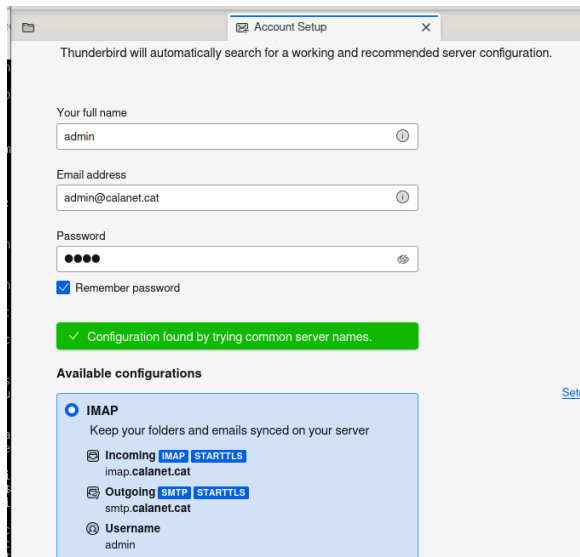 Account Setup
Thunderbird will automatically search for a working and recommended server configuration.
Your full name
admin
Email address
admin@calanet.cat
Password
Remember password
Configuration found by trying common server names.
Available configurations
IMAP
Keep your folders and emails synced on your server
Incoming IMAP STARTTLS
imap.calanet.cat
Outgoing SMTP STARTTLS
smtp.calanet.cat
Username
admin